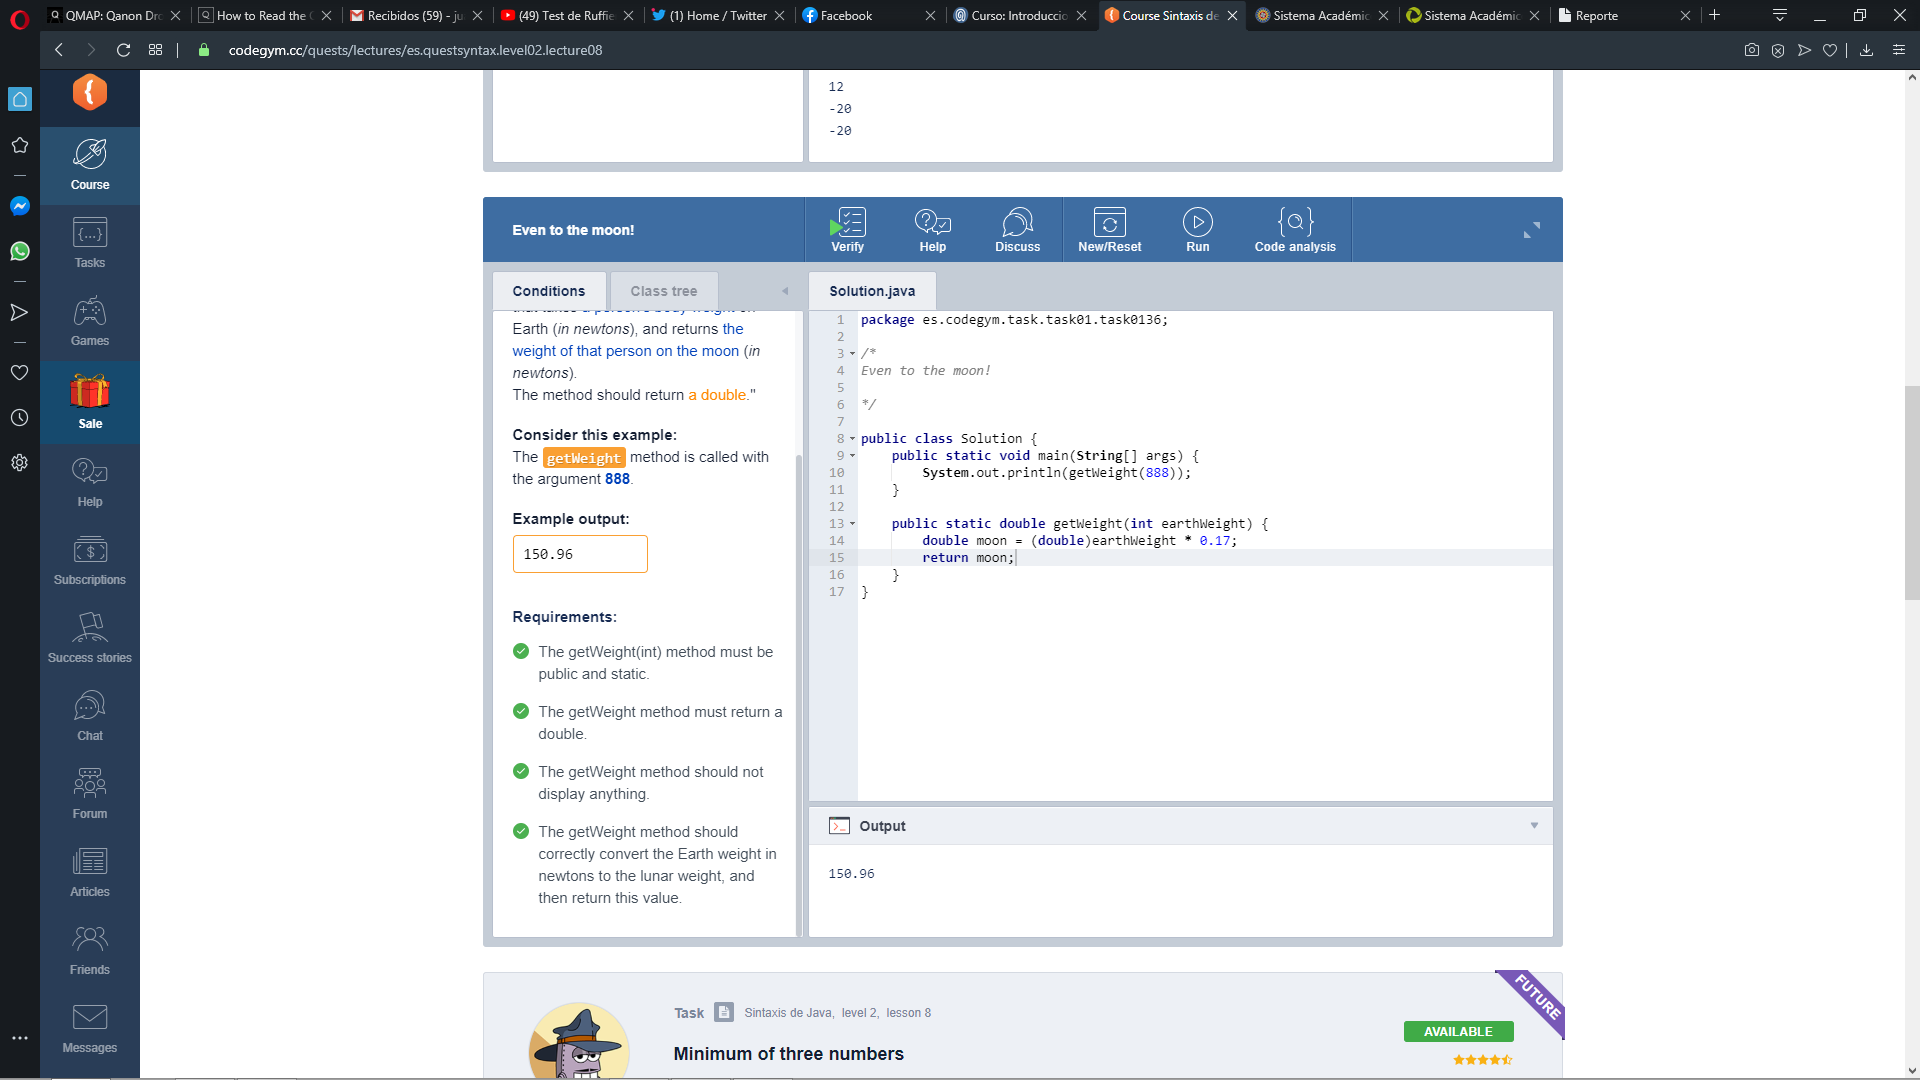 QMAP: Qanon Dro
How to Read the
Recibidos (59) - ju
(49) Test de Ruffie
(1) Home / Twitter
Facebook
Curso: Introduccio
Course Sintaxis de
Sistema Académic
Sistema Académic
Reporte
codegym.cc/quests/lectures/es.questsyntax.level02.lecture08
Course
Tasks
Games
Sale
Help
Subscriptions
Success stories
Chat
Forum
Articles
Friends
Messages
12
-20
-20
Even to the moon!
Verify
Help
Discuss
New/Reset
Run
Code analysis
Conditions
Class tree
Earth (in newtons), and returns the
weight of that person on the moon (in
newtons).
The method should return a double."
Consider this example:
The getWeight method is called with
the argument 888.
Example output:
150.96
Requirements:
The getWeight(int) method must be
public and static.
The getWeight method must return a
double.
The getWeight method should not
display anything.
The getWeight method should
correctly convert the Earth weight in
newtons to the lunar weight, and
then return this value.
Solution.java
1 package es.codegym.task.task01.task0136;
2
3 /*
4 Even to the moon!
5
6 */
7
8 public class Solution {
9 public static void main(String[] args) {
10 System.out.println(getWeight(888));
11 }
12
13 public static double getWeight(int earthWeight) {
14 double moon = (double)earthWeight * 0.17;
15 return moon;
16 }
17 }
Output
150.96
Task
Sintaxis de Java, level 2, lesson 8
Minimum of three numbers
FUTURE
AVAILABLE